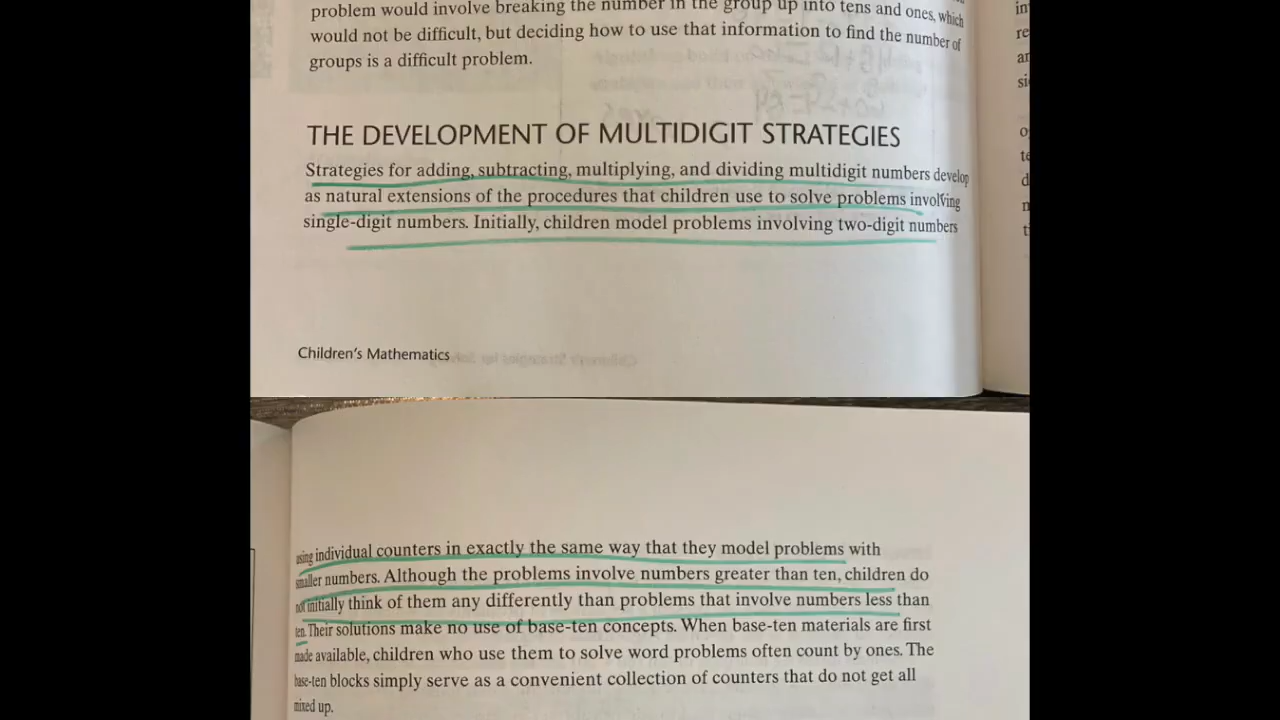 problem would involve breaking the number in the group up into tens and ones, which
would not be difficult, but deciding how to use that information to find the number of
groups is a difficult problem.
THE DEVELOPMENT OF MULTIDIGIT STRATEGIES
Strategies for adding, subtracting, multiplying, and dividing multidigit numbers develop
as natural extensions of the procedures that children use to solve problems involving
single-digit numbers. Initially, children model problems involving two-digit numbers
Children's Mathematics
using individual counters in exactly the same way that they model problems with
smaller numbers. Although the problems involve numbers greater than ten, children do
not initially think of them any differently than problems that involve numbers less than
ten. Their solutions make no use of base-ten concepts. When base-ten materials are first
made available, children who use them to solve word problems often count by ones. The
base-ten blocks simply serve as a convenient collection of counters that do not get all
mixed up.